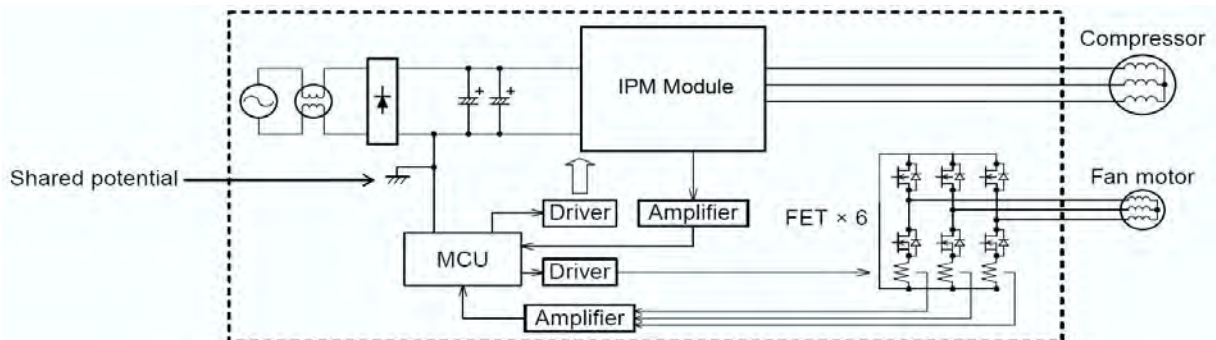 Compressor
IPM Module
+ +
Shared potential
Fan motor
Driver
Amplifier
FET × 6
MCU
Driver
Amplifier